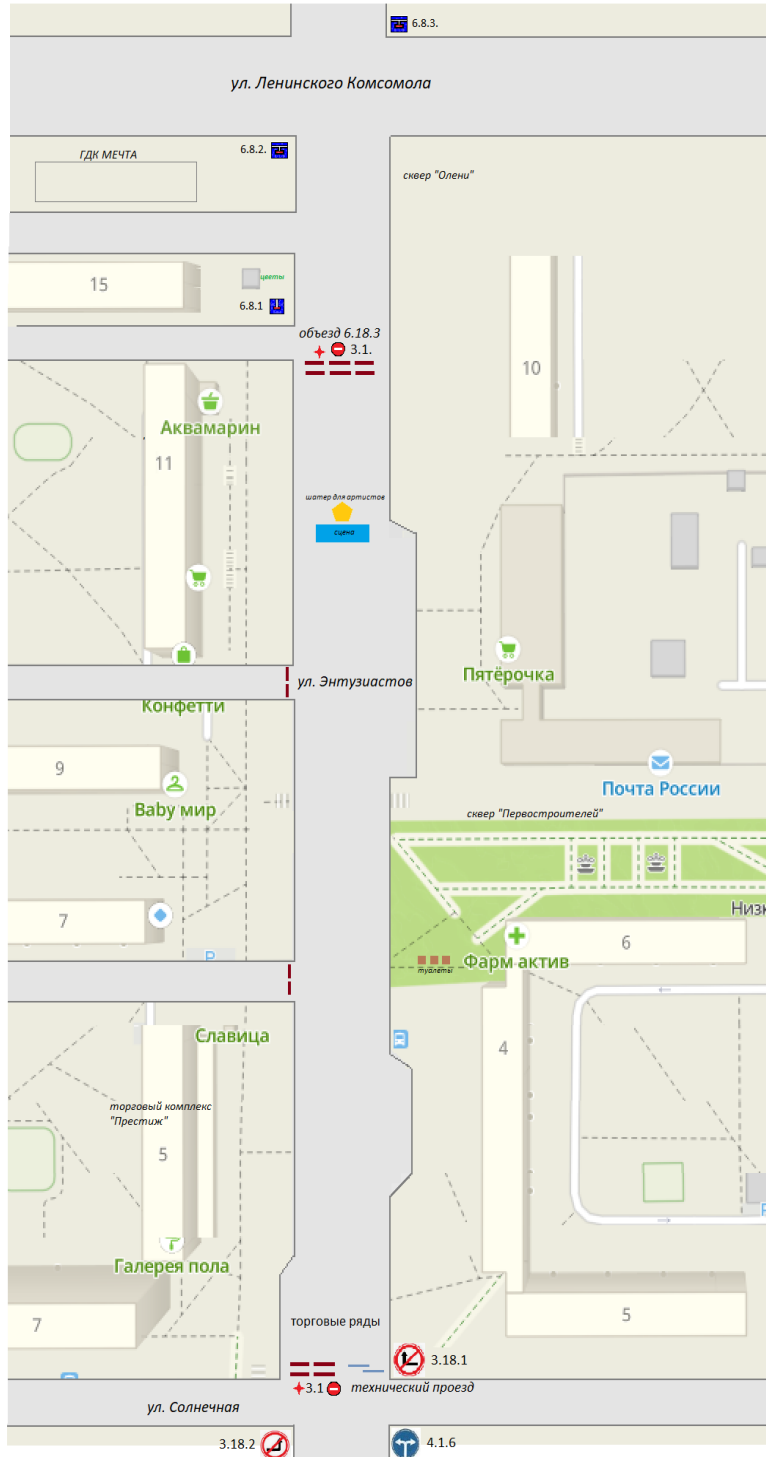 6.8.3.
ул. Ленинского Комсомола
ГДК МЕЧТА
6.8.2.
сквер "Олени"
15
цветы
6.8.1
объезд 6.18.3
3.1.
10
Аквамарин
11
шатер для артистов
сцена
ул. Энтузиастов
Пятёрочка
Конфетти
9
Baby мир
Почта России
сквер "Первостроителей"
7
P
Низк
6
туалеты
Фарм актив
Славица
4
торговый комплекс
"Престиж"
5
P
Галерея пола
7
торговые ряды
5
3.18.1
3.1
технический проезд
ул. Солнечная
3.18.2
4.1.6